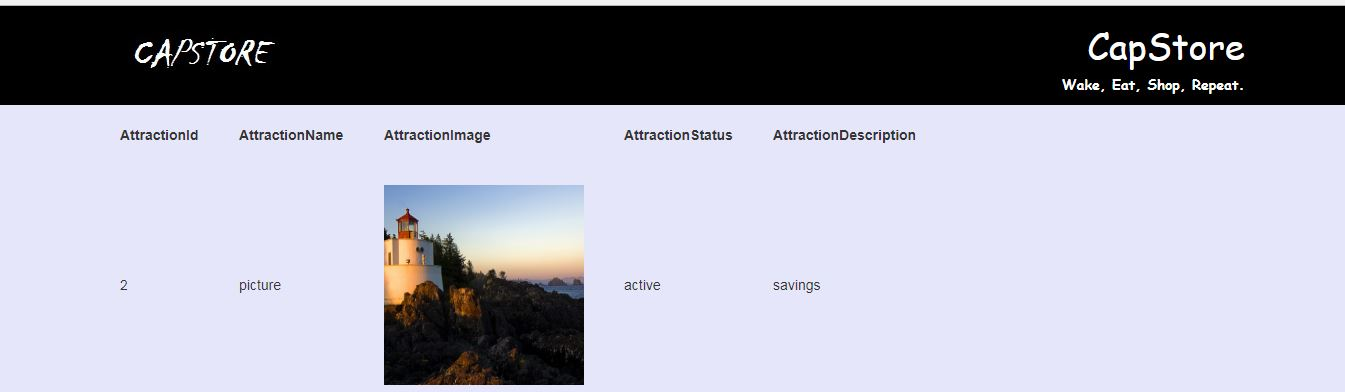 CAPSTORE
CapStore
Wake, Eat, Shop, Repeat.
AttractionId AttractionName AttractionImage AttractionStatus AttractionDescription
2 picture active savings